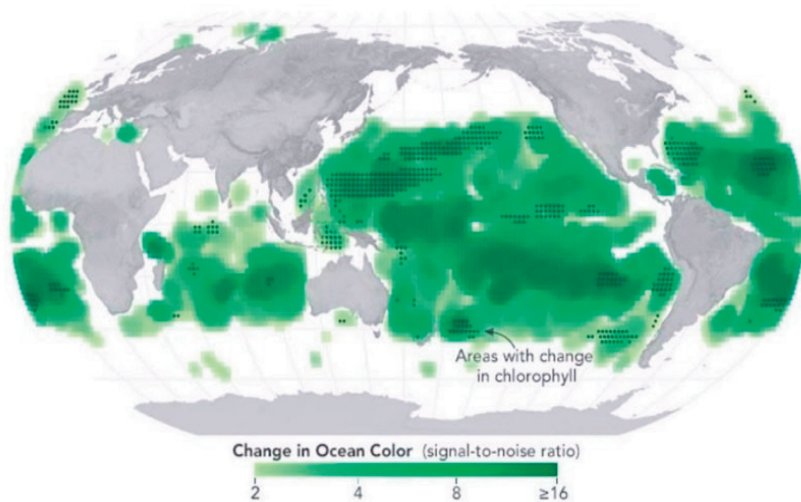 Areas with change
in chlorophyll
Change in Ocean Color (signal-to-noise ratio)
2 4 8 ≥16